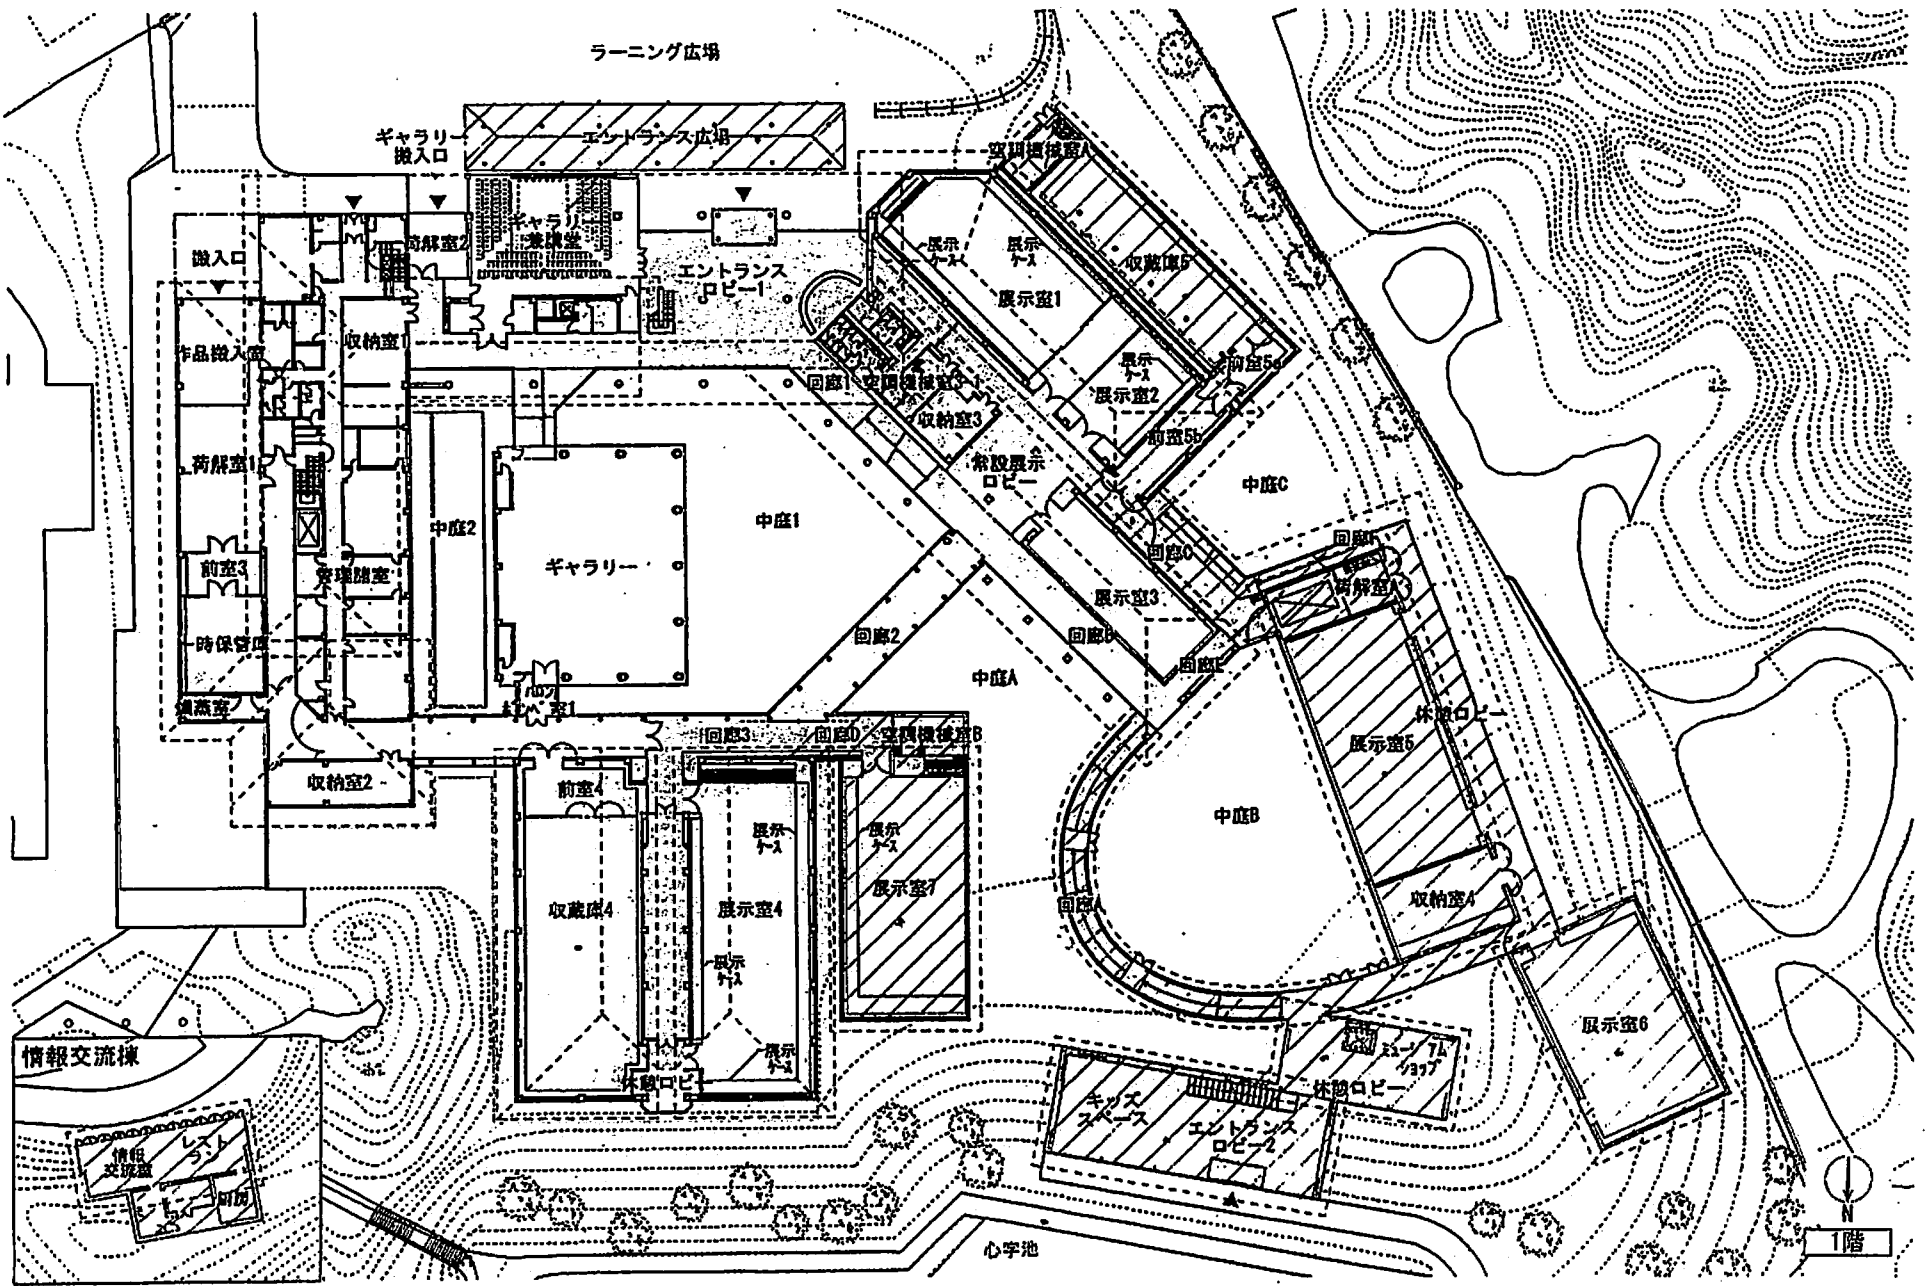 ラーニング広場
ギャラリー
搬入口
エントランス広場
空調機械室A
ギャラリー
兼講堂
荷解室2
搬入口
エントランス
ロビー1
展示
ケース
展示
ケース
収蔵庫5
展示室1
作品搬入室
収納室1
回廊1
空調機械室3-1
展示
ケース
前室5a
展示室2
収納室3
前室5b
荷解室1
常設展示
ロビー
中庭C
中庭2
中庭1
回廊C
回廊F
前室3
管理諸室
ギャラリー
荷解室A
展示室3
一時保管庫
回廊2
回廊B
回廊E
中庭A
燻蒸室
休憩ロビー
回廊3
回廊D
空調機械室B
展示室5
収納室2
前室4
中庭B
展示
ケース
展示
ケース
収蔵庫4
展示室4
展示室7
回廊A
収納室4
展示
ケース
展示室6
情報交流棟
展示
ケース
休憩ロビー
ミュージアム
ショップ
休憩ロビー
キッズ
スペース
エントランス
ロビー2
レスト
ラン
情報
交流室
厨房
心字池
N
1階